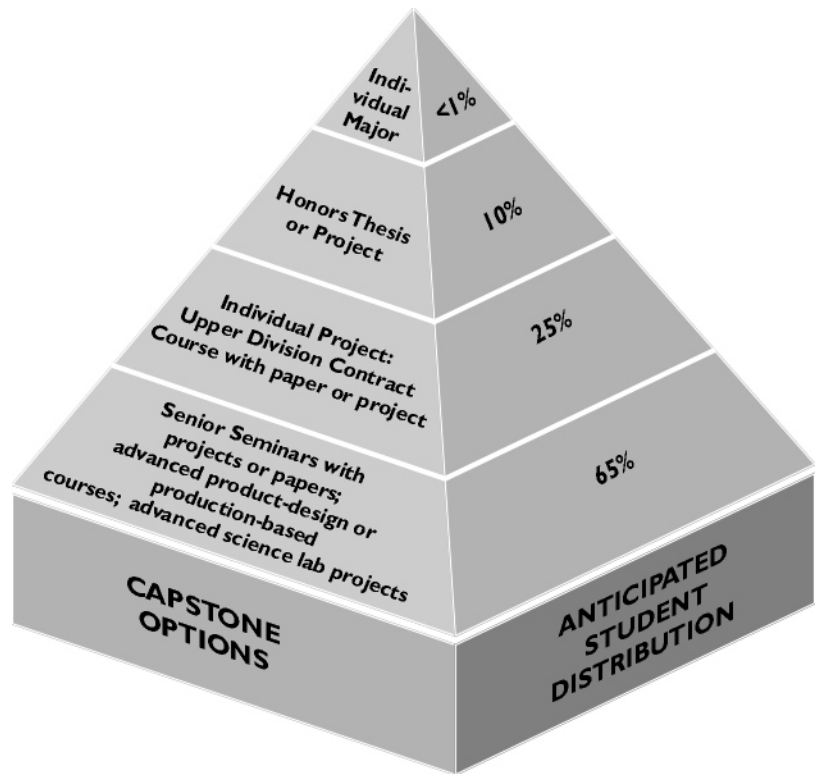 Indi-
vidual
Major
<1%
Honors Thesis
or Project
10%
Individual Project:
Upper Division Contract
Course with paper or project
25%
Senior Seminars with
projects or papers;
advanced product-design or
production-based
courses; advanced science lab projects
65%
CAPSTONE
OPTIONS
ANTICIPATED
STUDENT
DISTRIBUTION